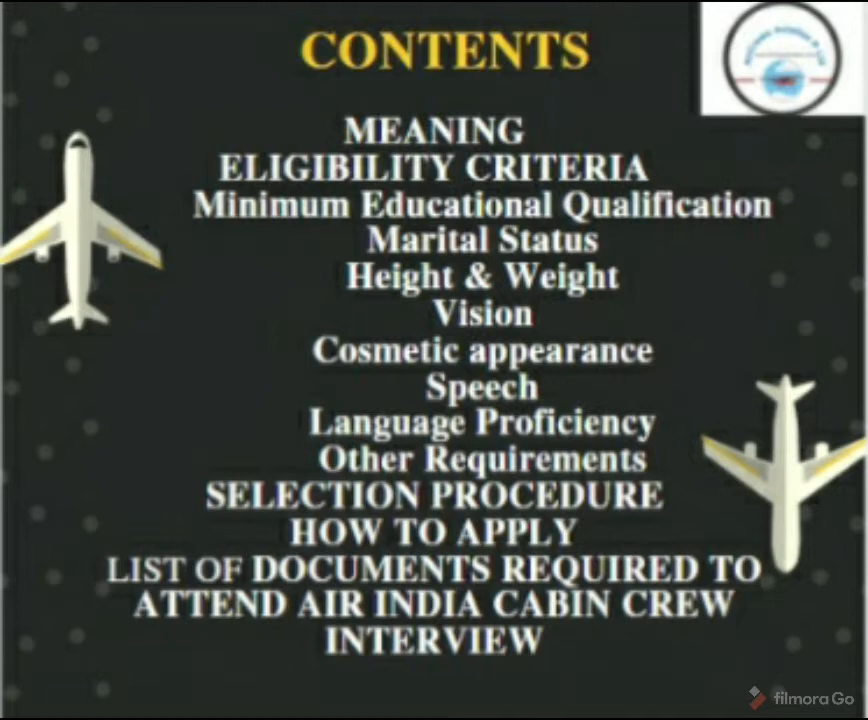 CONTENTS
MEANING
ELIGIBILITY CRITERIA
Minimum Educational Qualification
Marital Status
Height & Weight
Vision
Cosmetic appearance
Speech
Language Proficiency
Other Requirements
SELECTION PROCEDURE
HOW TO APPLY
LIST OF DOCUMENTS REQUIRED TO
ATTEND AIR INDIA CABIN CREW
INTERVIEW
filmora Go